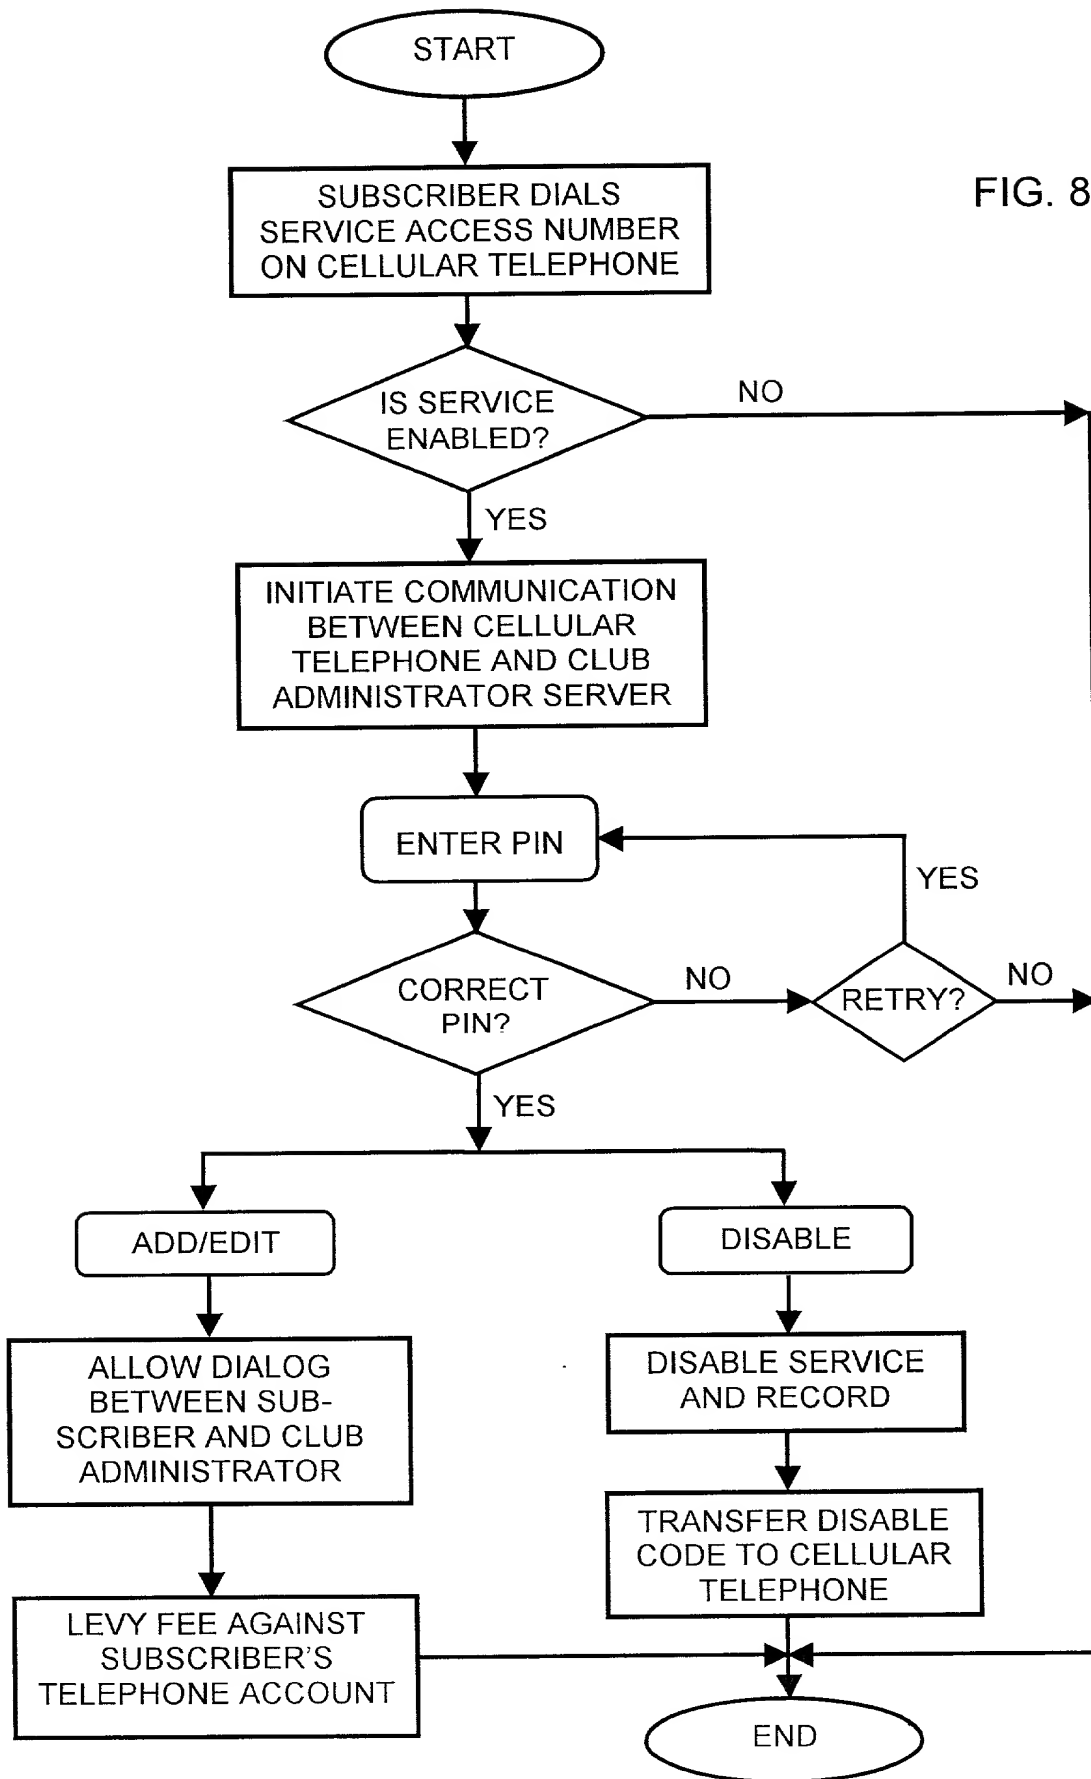 START
FIG. 8
SUBSCRIBER DIALS
SERVICE ACCESS NUMBER
ON CELLULAR TELEPHONE
IS SERVICE
ENABLED?
NO
YES
INITIATE COMMUNICATION
BETWEEN CELLULAR
TELEPHONE AND CLUB
ADMINISTRATOR SERVER
ENTER PIN
YES
CORRECT
PIN?
NO
RETRY?
NO
YES
ADD/EDIT
DISABLE
ALLOW DIALOG
BETWEEN SUB-
SCRIBER AND CLUB
ADMINISTRATOR
DISABLE SERVICE
AND RECORD
TRANSFER DISABLE
CODE TO CELLULAR
TELEPHONE
LEVY FEE AGAINST
SUBSCRIBER'S
TELEPHONE ACCOUNT
END